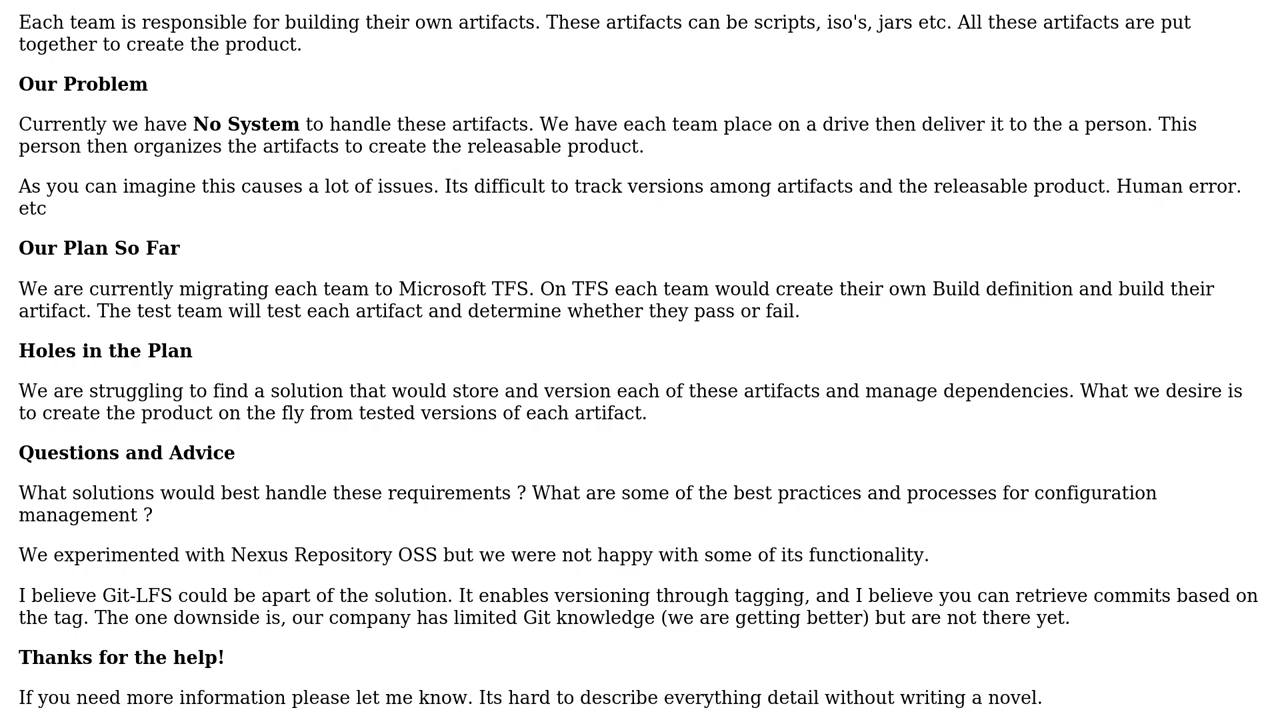 Each team is responsible for building their own artifacts. These artifacts can be scripts, iso's, jars etc. All these artifacts are put
together to create the product.
Our Problem
Currently we have No System to handle these artifacts. We have each team place on a drive then deliver it to the a person. This
person then organizes the artifacts to create the releasable product.
As you can imagine this causes a lot of issues. Its difficult to track versions among artifacts and the releasable product. Human error.
etc
Our Plan So Far
We are currently migrating each team to Microsoft TFS. On TFS each team would create their own Build definition and build their
artifact. The test team will test each artifact and determine whether they pass or fail.
Holes in the Plan
We are struggling to find a solution that would store and version each of these artifacts and manage dependencies. What we desire is
to create the product on the fly from tested versions of each artifact.
Questions and Advice
What solutions would best handle these requirements ? What are some of the best practices and processes for configuration
management ?
We experimented with Nexus Repository OSS but we were not happy with some of its functionality.
I believe Git-LFS could be apart of the solution. It enables versioning through tagging, and I believe you can retrieve commits based on
the tag. The one downside is, our company has limited Git knowledge (we are getting better) but are not there yet.
Thanks for the help!
If you need more information please let me know. Its hard to describe everything detail without writing a novel.